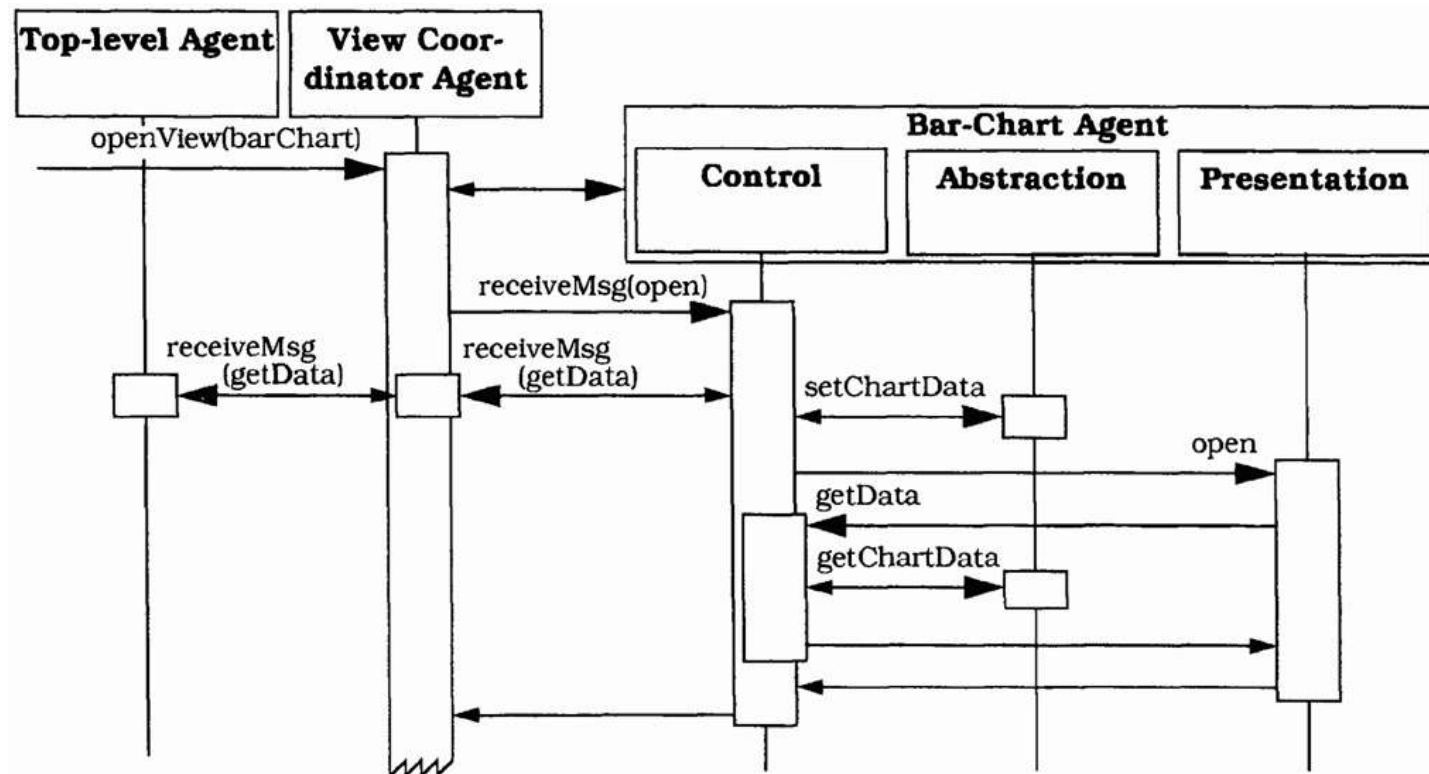 Top-level Agent
View Coor-
dinator Agent
openView(barChart)
Bar-Chart Agent
Control
Abstraction
Presentation
receiveMsg(open)
receiveMsg
(getData)
receiveMsg
(getData)
setChartData
open
getData
getChartData